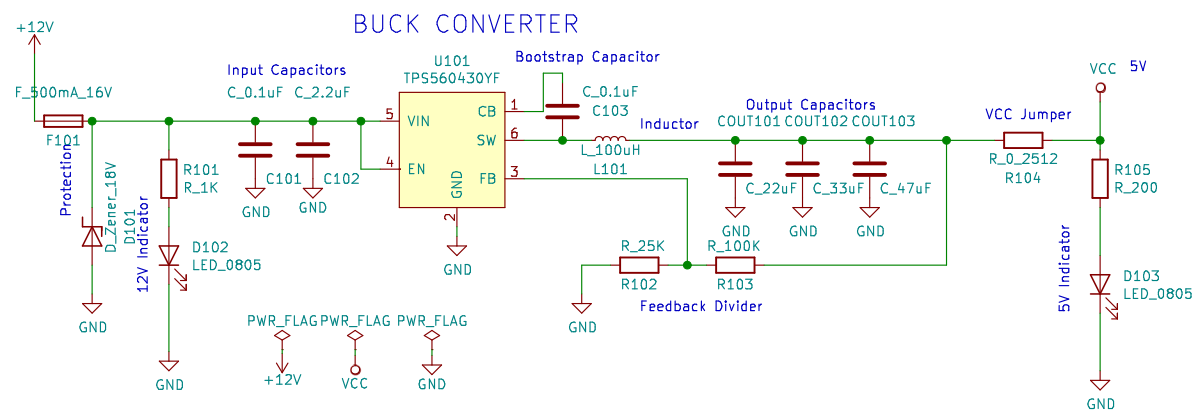 BUCK CONVERTER
+12V
F_500mA_16V
F101
Protection
D_Zener_18V
D101
GND
12V Indicator
R101
R_1K
D102
LED_0805
GND
Input Capacitors
C_0.1uF
C_2.2uF
C101
C102
GND
GND
U101
TPS560430YF
5
VIN
4
EN
CB
1
SW
6
FB
3
GND
2
GND
Bootstrap Capacitor
C_0.1uF
C103
Inductor
L_100uH
L101
Output Capacitors
COUT101
COUT102
COUT103
C_22uF
C_33uF
C_47uF
GND
GND
GND
R_25K
R102
R_100K
R103
GND
Feedback Divider
VCC Jumper
R_0_2512
R104
VCC
5V
R105
R_200
5V Indicator
D103
LED_0805
GND
PWR_FLAG
PWR_FLAG
PWR_FLAG
+12V
VCC
GND